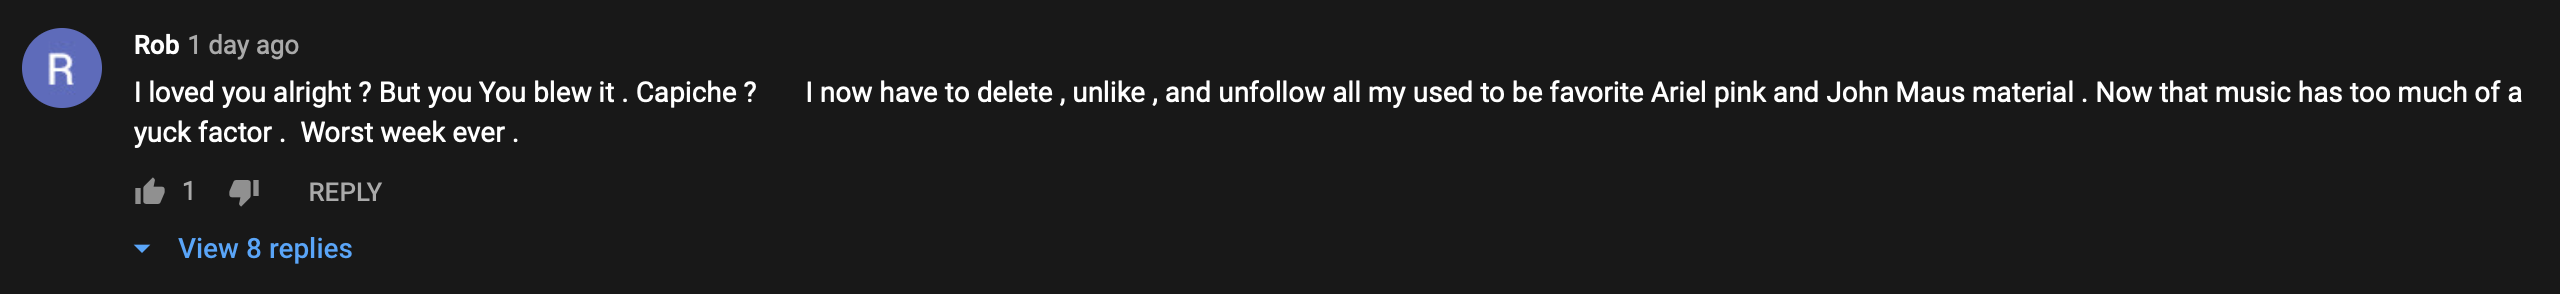 R
Rob 1 day ago
I loved you alright ? But you You blew it . Capiche ?      I now have to delete , unlike , and unfollow all my used to be favorite Ariel pink and John Maus material . Now that music has too much of a
yuck factor .  Worst week ever .
1 REPLY
View 8 replies